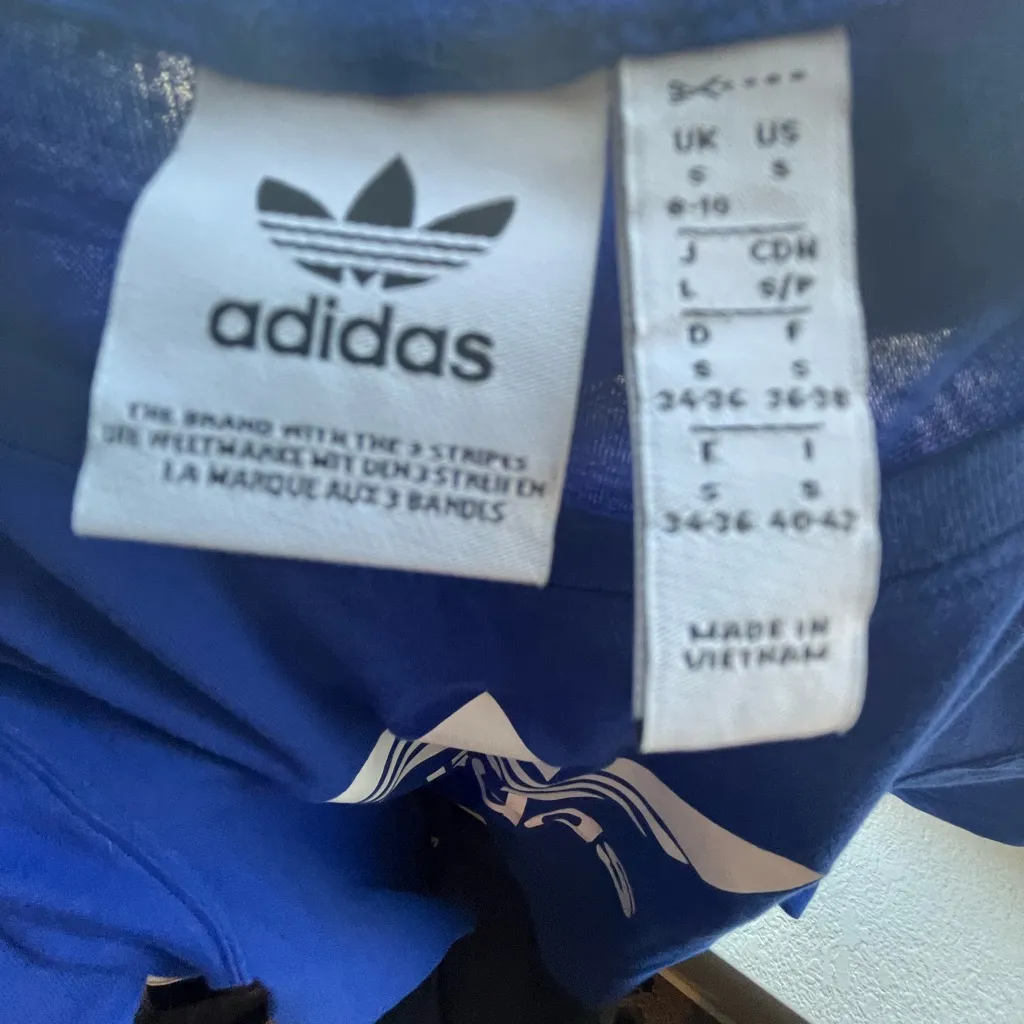 adidas
THE BRAND WITH THE 3 STRIPES
DIE WELTMARKE MIT DEN 3 STREIFEN
LA MARQUE AUX 3 BANDES
UK US
S S
8-10
J CDN
L S/P
D F
S S
34-36 36-38
E I
S S
34-36 40-42
MADE IN
VIETNAM